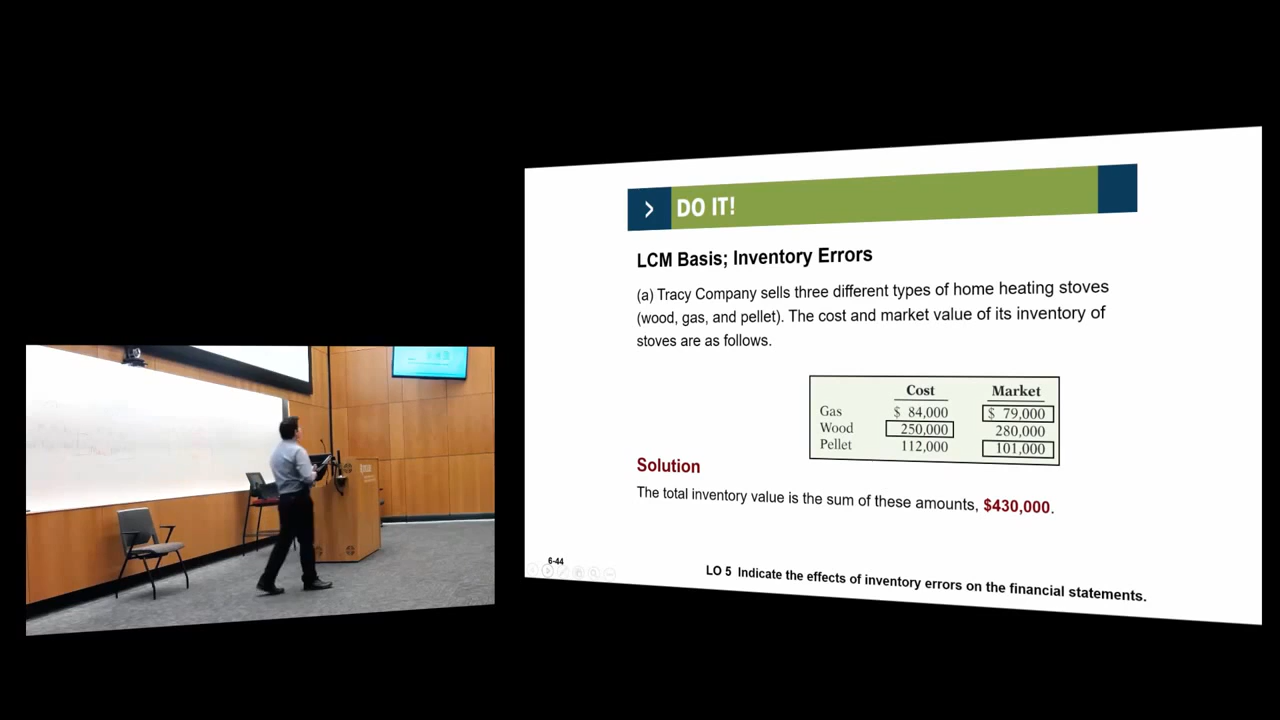 DO IT!
LCM Basis; Inventory Errors
(a) Tracy Company sells three different types of home heating stoves
(wood, gas, and pellet). The cost and market value of its inventory of
stoves are as follows.
Cost Market
Gas $ 84,000 $ 79,000
Wood 250,000 280,000
Pellet 112,000 101,000
Solution
The total inventory value is the sum of these amounts, $430,000.
6-44
LO 5 Indicate the effects of inventory errors on the financial statements.